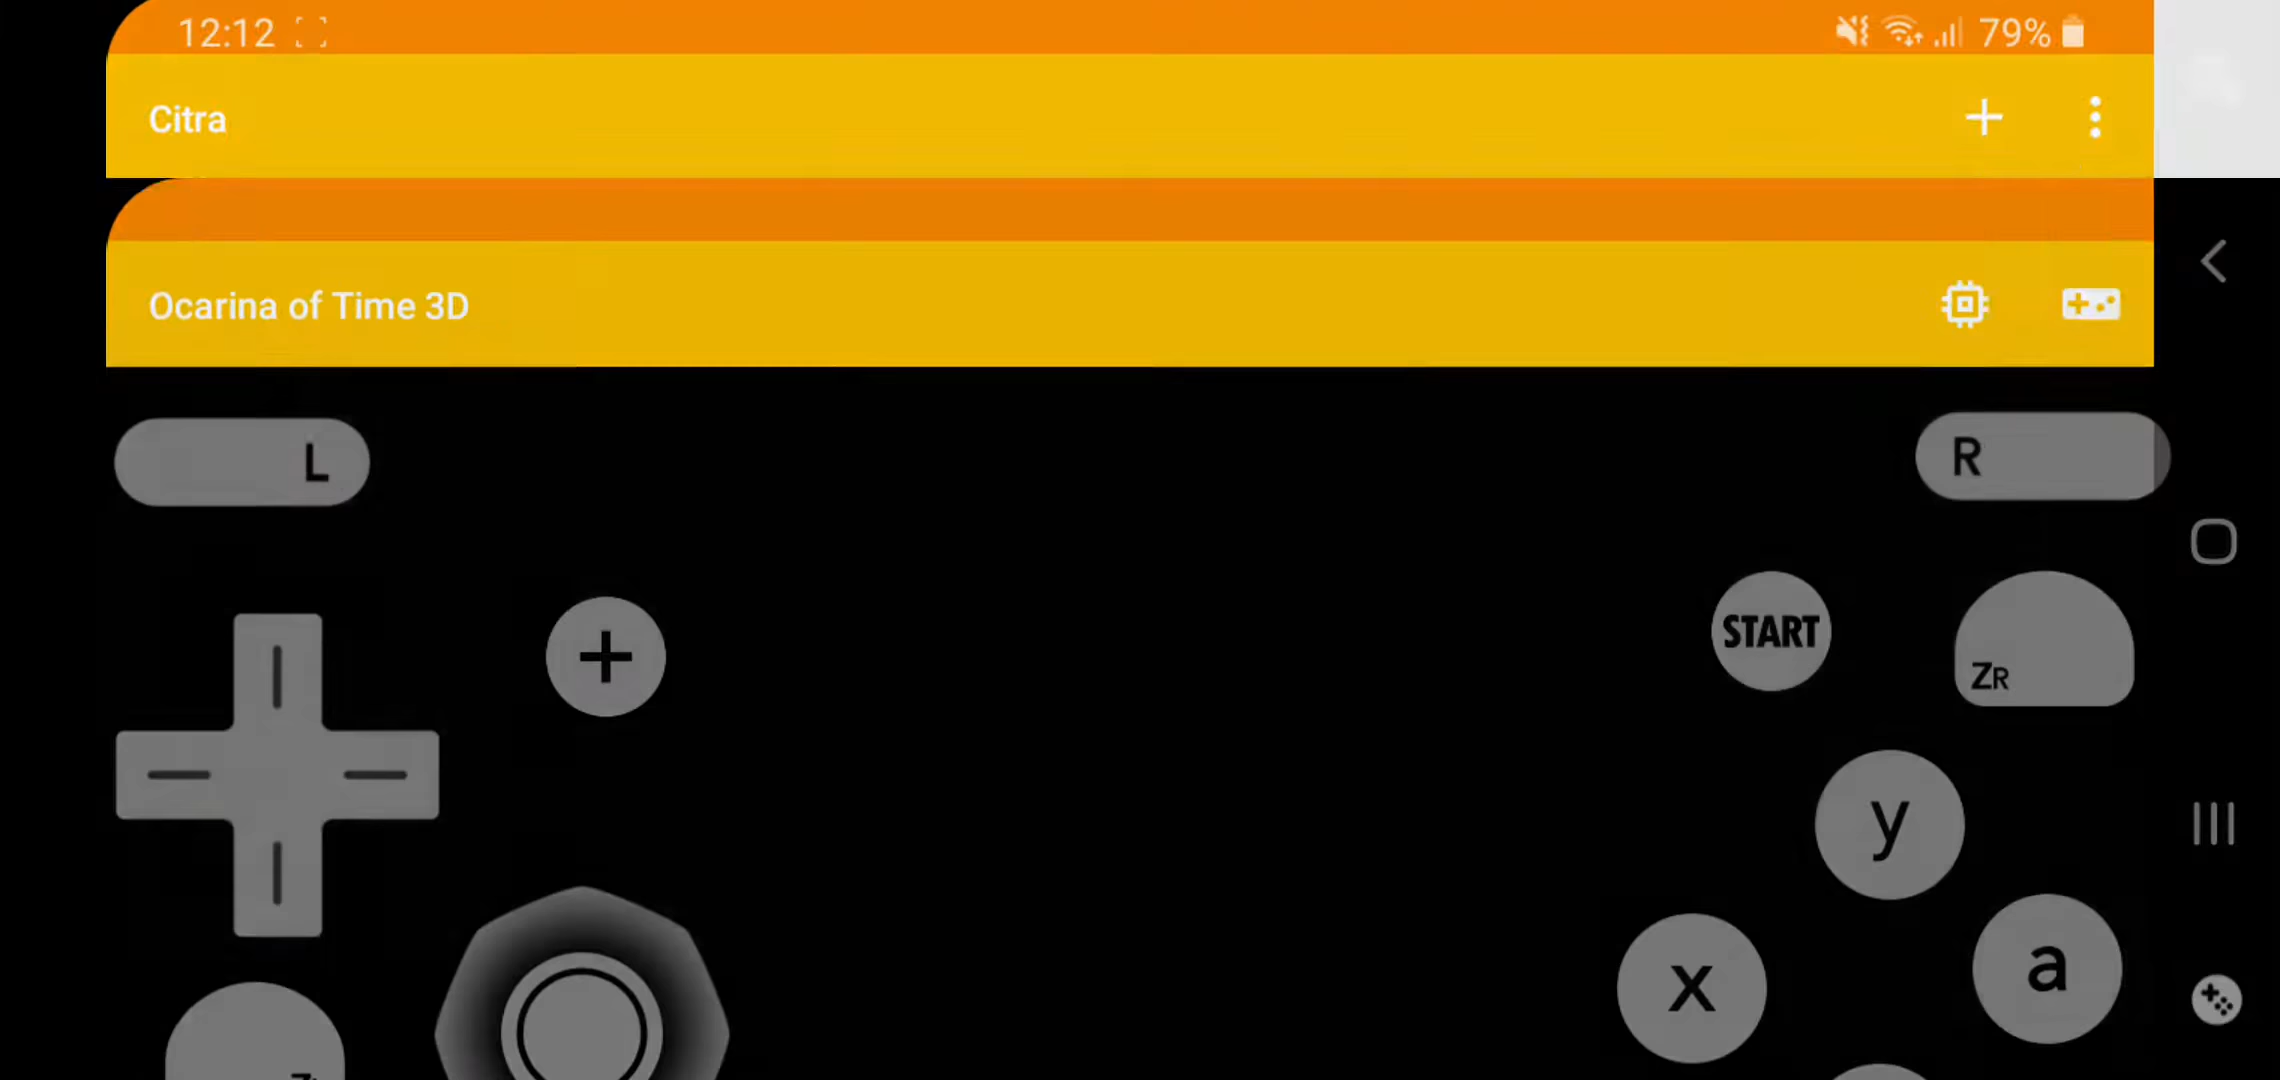 12:12
79%
Citra
Ocarina of Time 3D
L
R
START
ZR
y
x
a